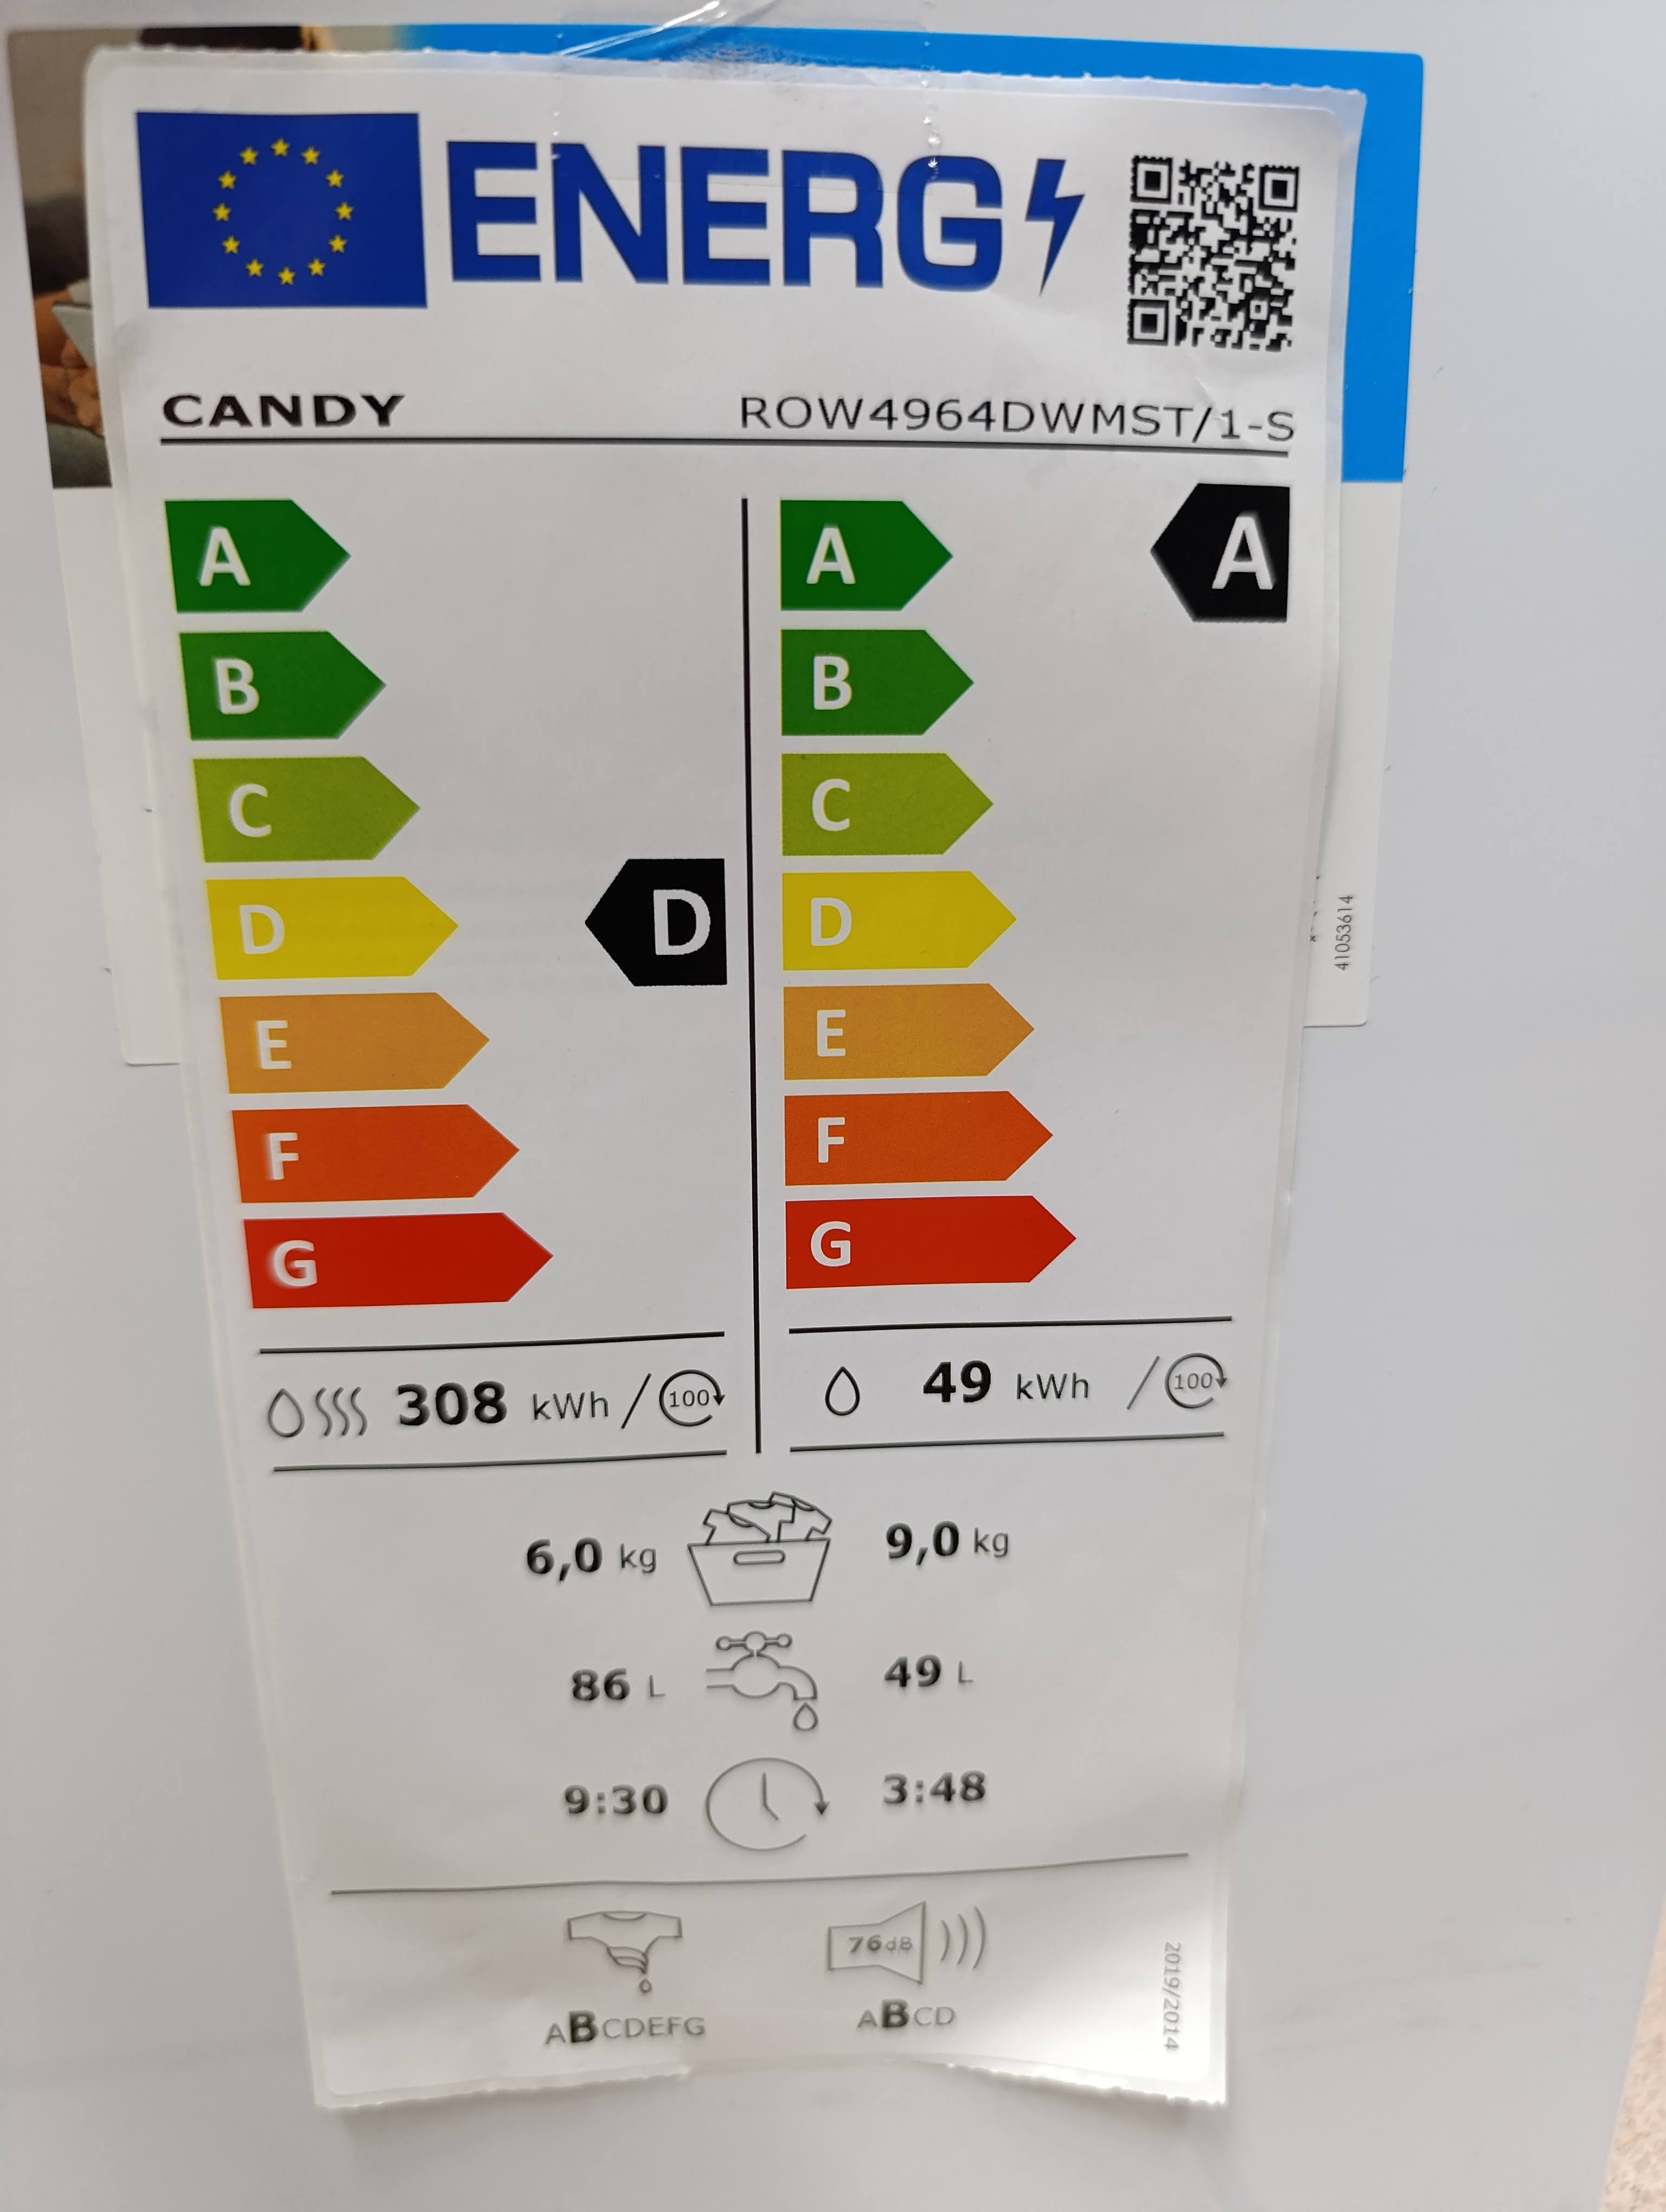 ENERG
CANDY
ROW4964DWMST/1-S
A
B
C
D
E
F
G
D
A
B
C
D
E
F
G
A
308 kWh / 100
49 kWh / 100
6,0 kg
9,0 kg
86 L
49 L
9:30
3:48
76dB
ABCDEFG
ABCD
2019/2014
41053614